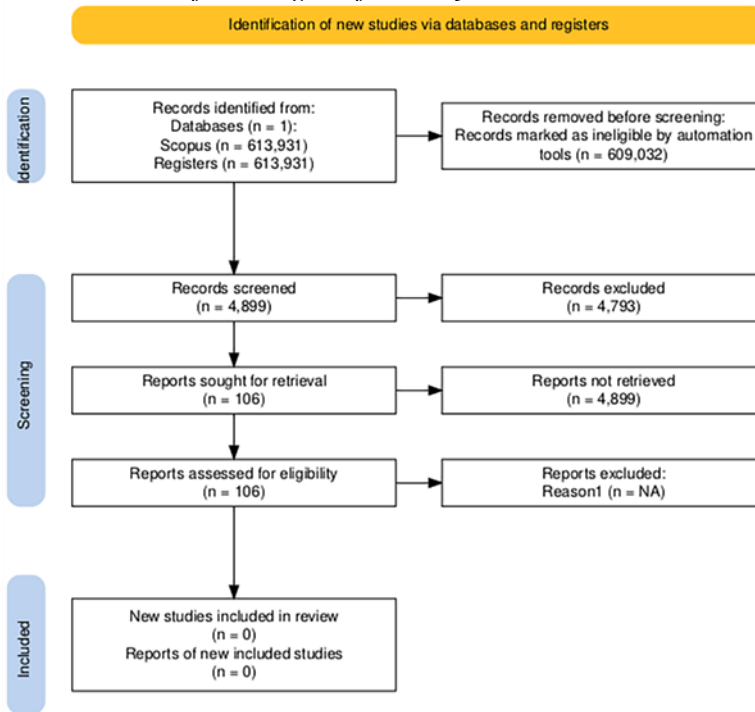 Identification of new studies via databases and registers
Identification
Records identified from:
Databases (n = 1):
Scopus (n = 613,931)
Registers (n = 613,931)
Records removed before screening:
Records marked as ineligible by automation
tools (n = 609,032)
Screening
Records screened
(n = 4,899)
Records excluded
(n = 4,793)
Reports sought for retrieval
(n = 106)
Reports not retrieved
(n = 4,899)
Reports assessed for eligibility
(n = 106)
Reports excluded:
Reason1 (n = NA)
Included
New studies included in review
(n = 0)
Reports of new included studies
(n = 0)